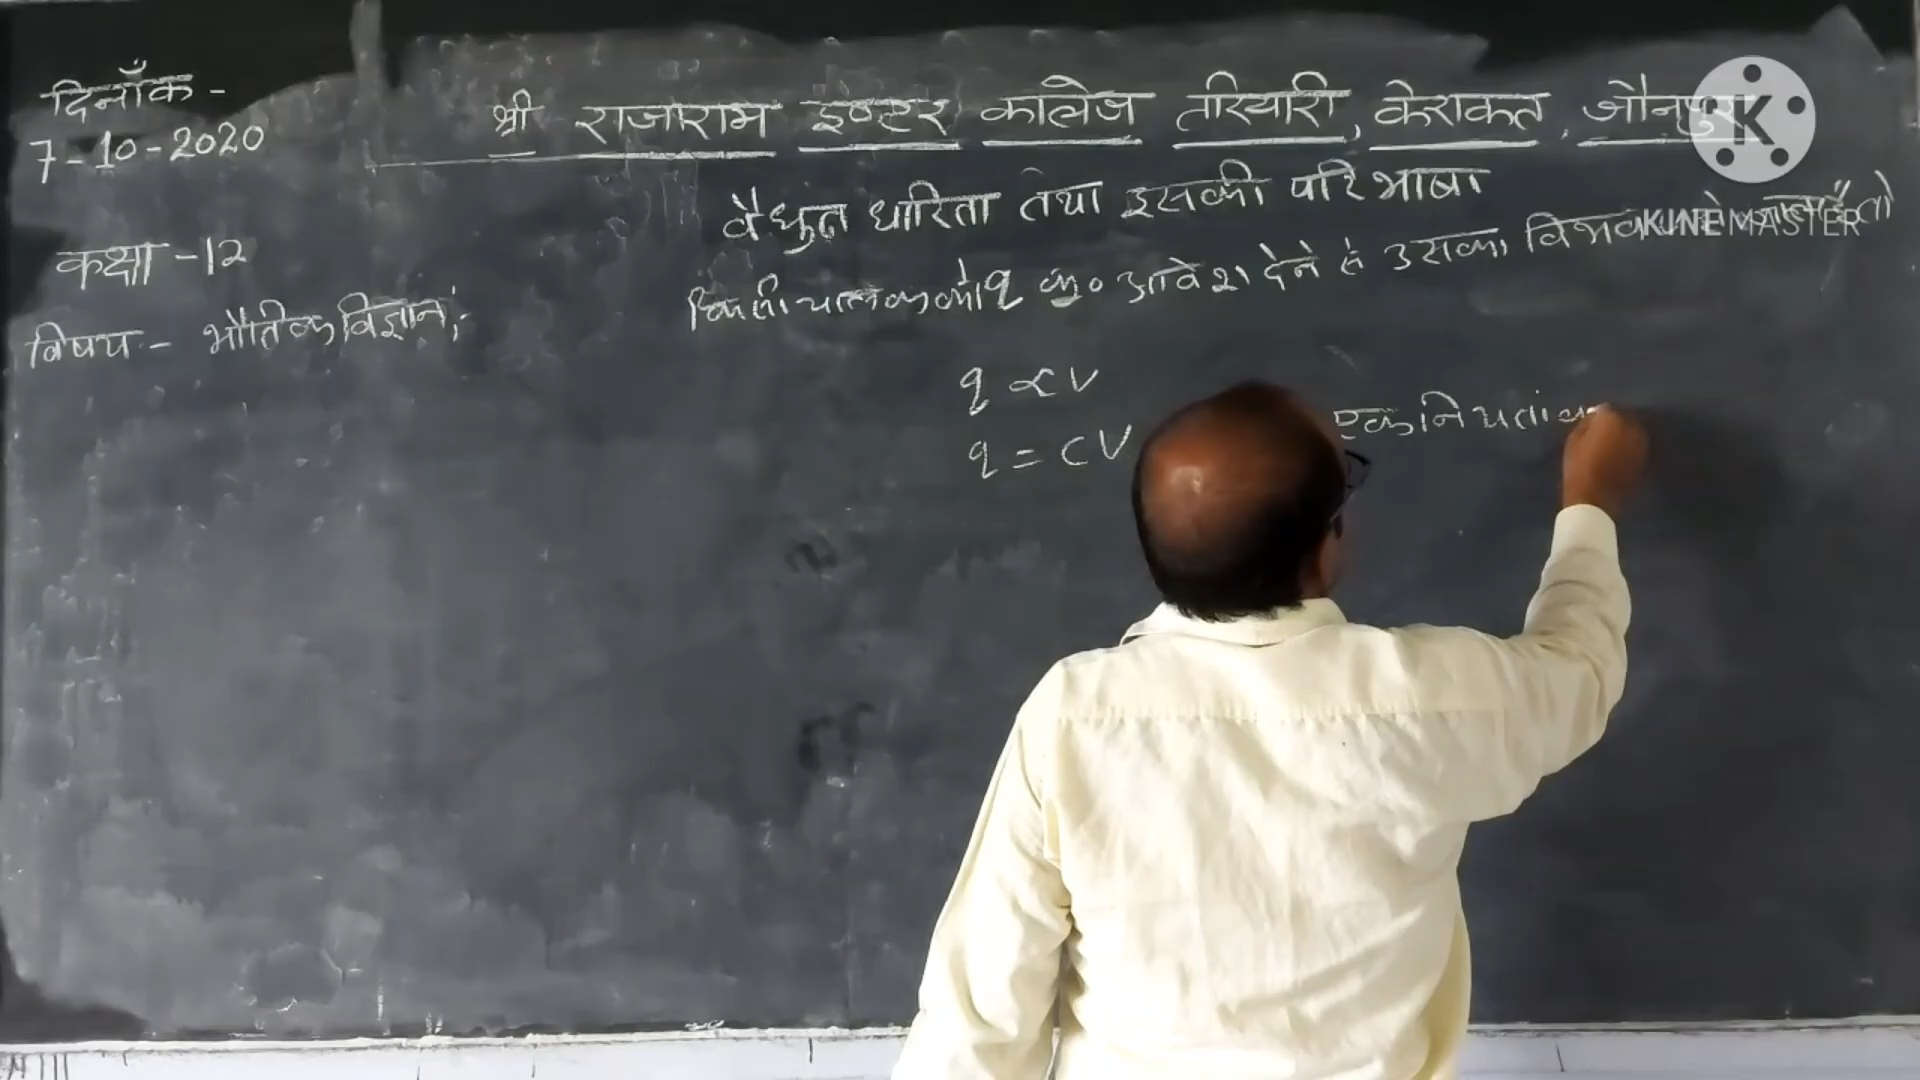 दिनाँक -
7-10-2020
श्री राजाराम इण्टर कालेज तरियारी, केराकत, जौनपुर
K
KINEMASTER
वैधुत धारिता तथा इसकी परिभाषा
कक्षा -12
किसी चालक को q कू० आवेश देने से उसका विभव
विषय - भौतिक विज्ञान;-
q ∝ V
q = CV
एक नियतांक